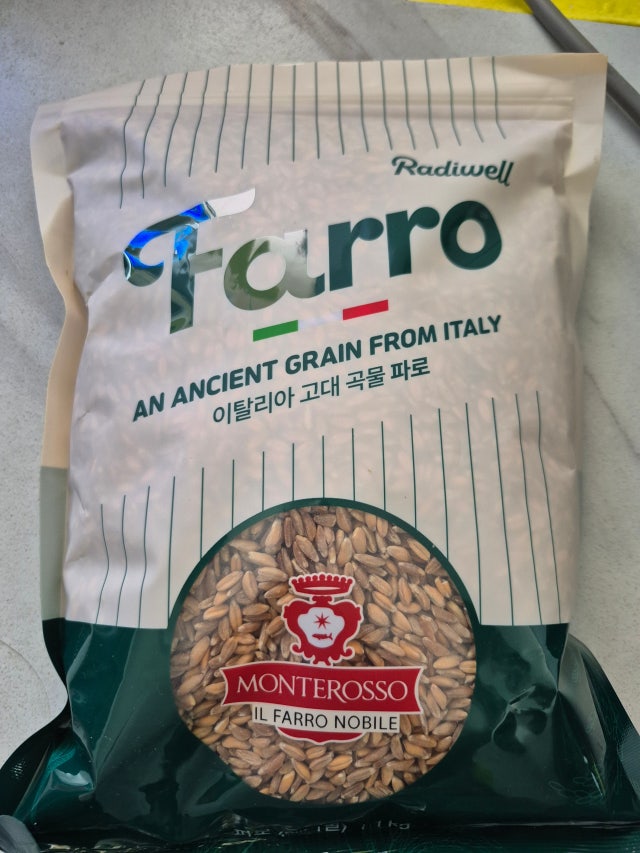 Radiwell
Farro
AN ANCIENT GRAIN FROM ITALY
이탈리아 고대 곡물 파로
MONTEROSSO
IL FARRO NOBILE